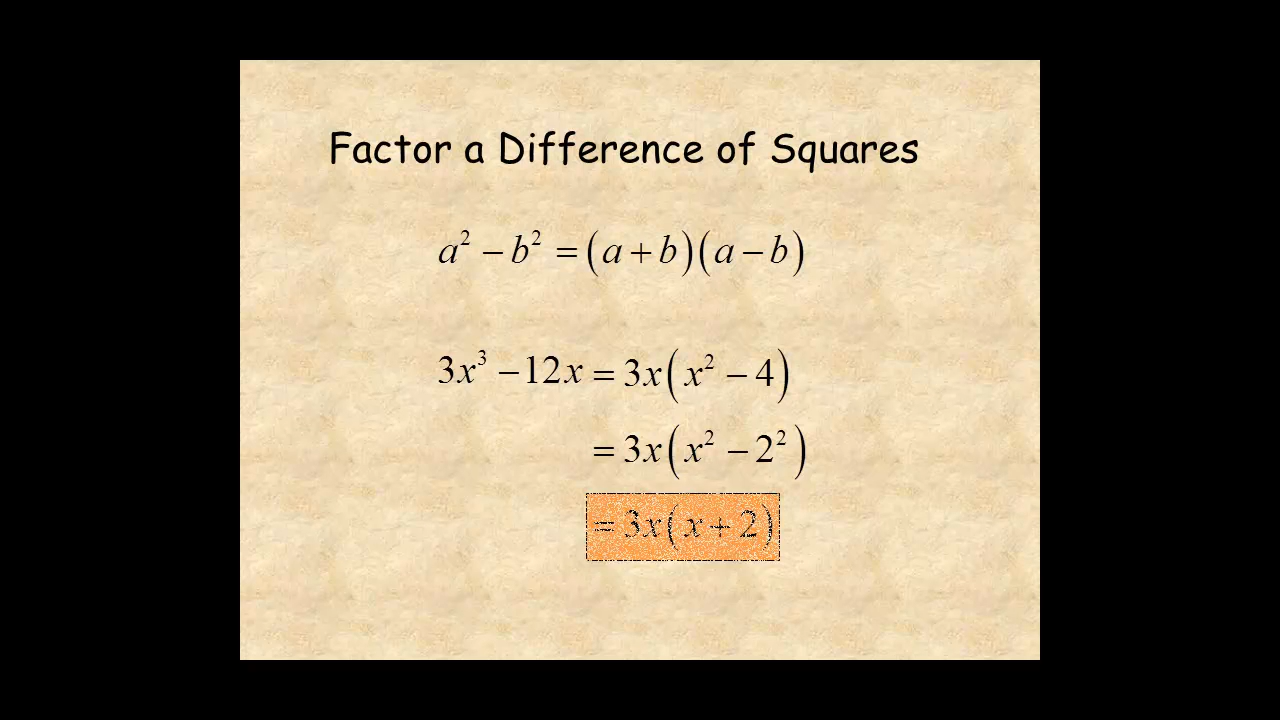 Factor a Difference of Squares
a² − b² = (a + b)(a − b)
3x³ − 12x = 3x(x² − 4)
= 3x(x² − 2²)
= 3x(x + 2)